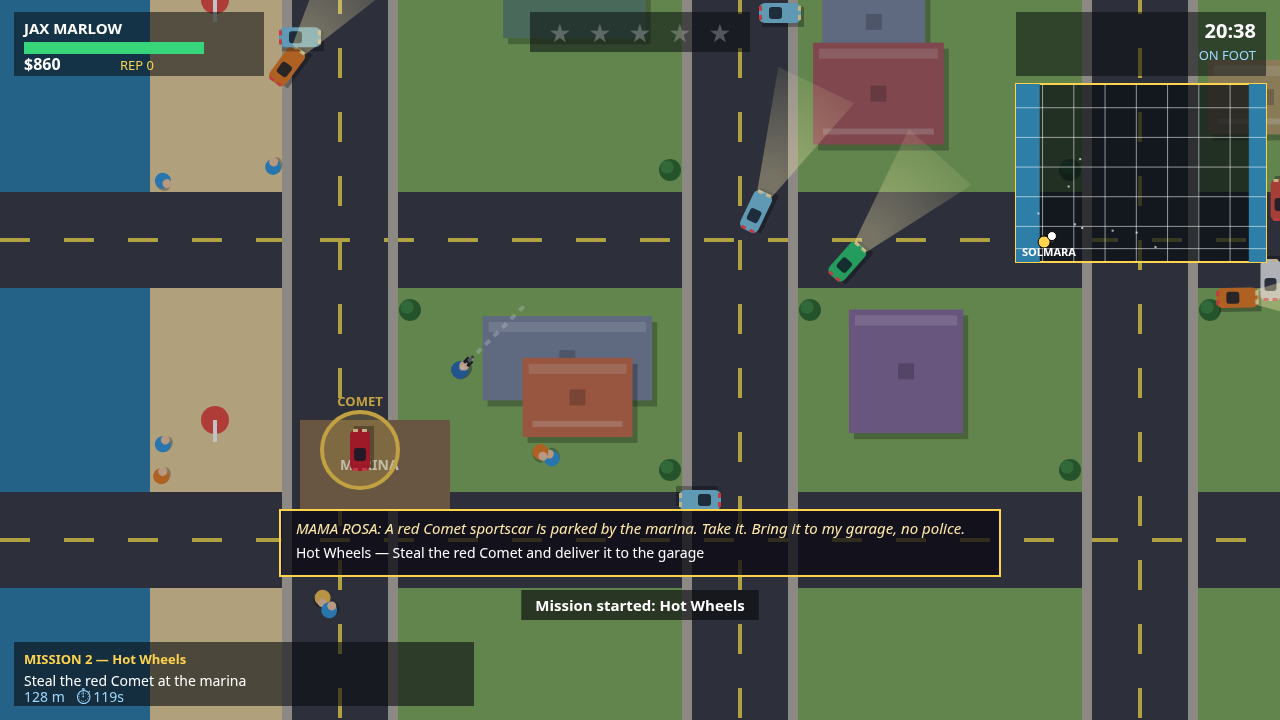 JAX MARLOW
$860 REP 0
★ ★ ★ ★ ★
20:38
ON FOOT
SOLMARA
COMET
MARINA
MAMA ROSA: A red Comet sportscar is parked by the marina. Take it. Bring it to my garage, no police.
Hot Wheels — Steal the red Comet and deliver it to the garage
Mission started: Hot Wheels
MISSION 2 — Hot Wheels
Steal the red Comet at the marina
128 m ⏱119s